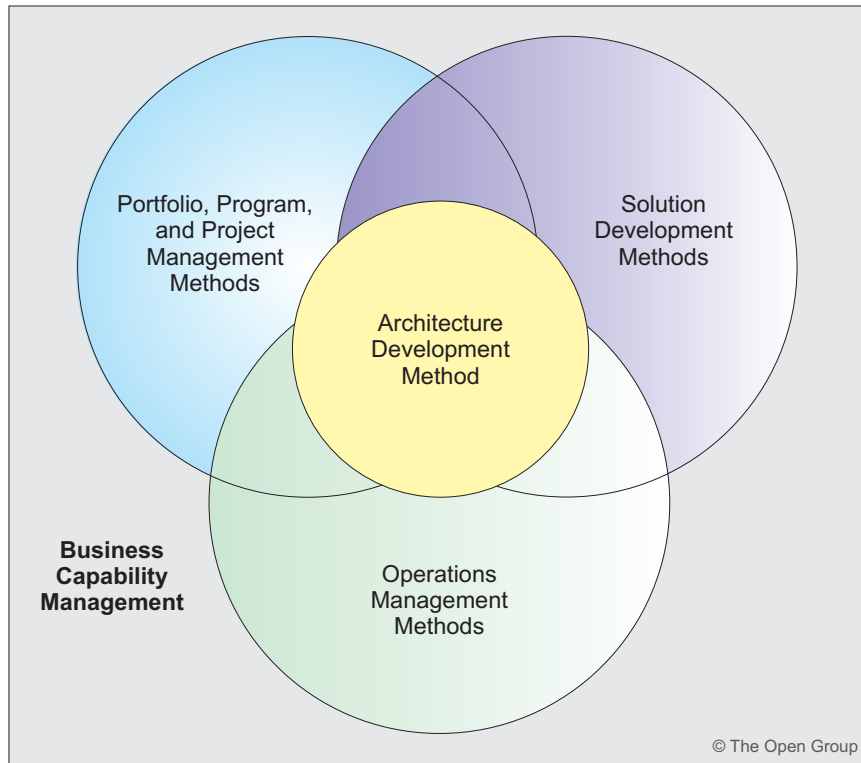 Portfolio, Program,
and Project
Management
Methods
Solution
Development
Methods
Architecture
Development
Method
Business
Capability
Management
Operations
Management
Methods
© The Open Group